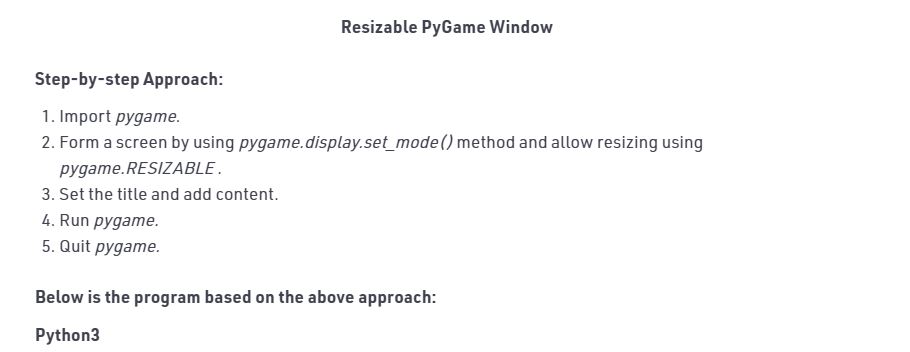 Resizable PyGame Window
Step-by-step Approach:
1. Import pygame.
2. Form a screen by using pygame.display.set_mode() method and allow resizing using
pygame.RESIZABLE .
3. Set the title and add content.
4. Run pygame.
5. Quit pygame.
Below is the program based on the above approach:
Python3